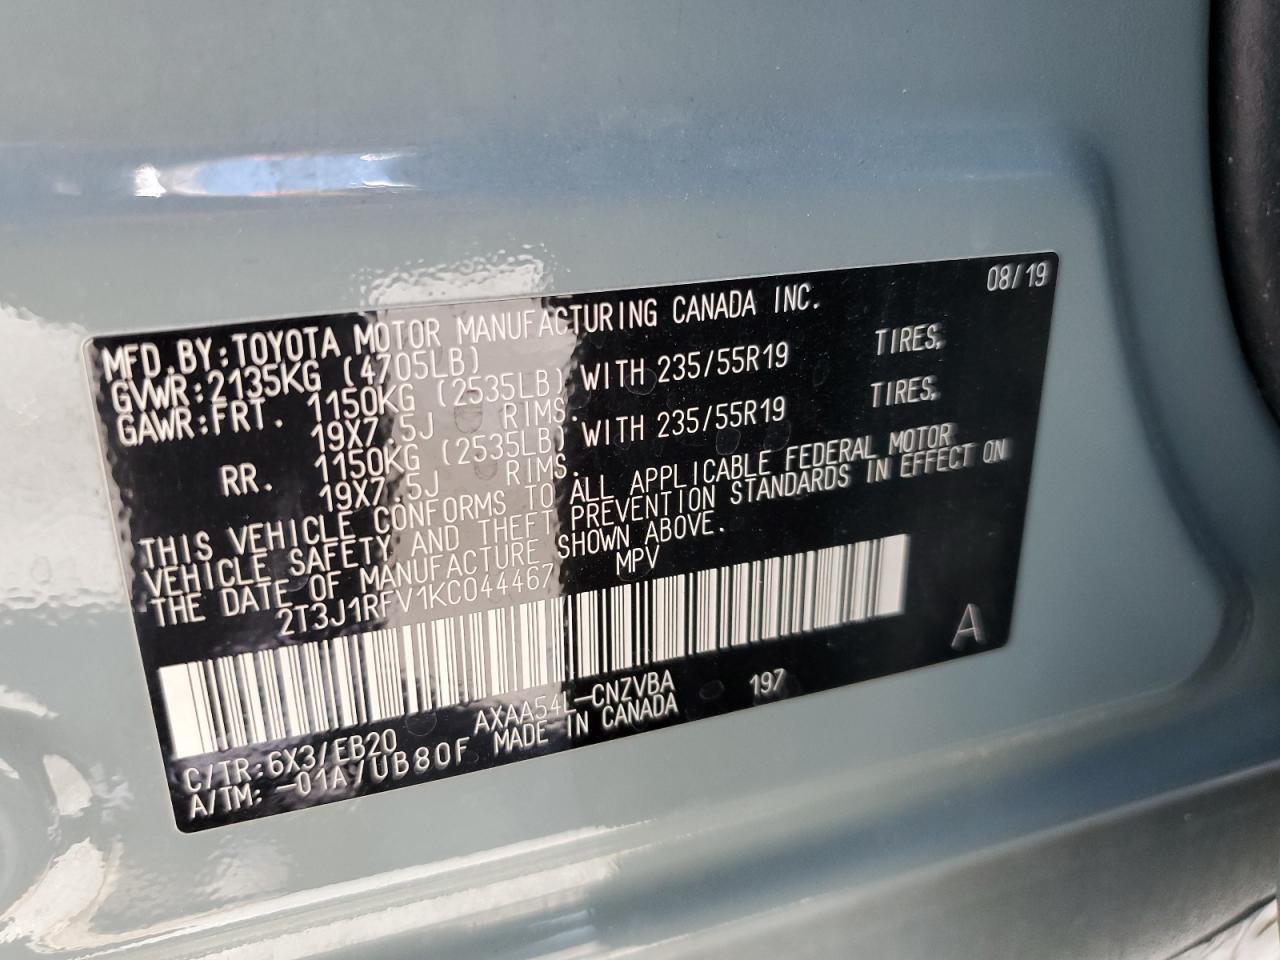 08/19
MFD.BY:TOYOTA MOTOR MANUFACTURING CANADA INC.
GVWR:2135KG (4705LB)
GAWR:FRT. 1150KG (2535LB) WITH 235/55R19 TIRES,
19X7.5J RIMS.
RR. 1150KG (2535LB) WITH 235/55R19 TIRES,
19X7.5J RIMS.
THIS VEHICLE CONFORMS TO ALL APPLICABLE FEDERAL MOTOR
VEHICLE SAFETY AND THEFT PREVENTION STANDARDS IN EFFECT ON
THE DATE OF MANUFACTURE SHOWN ABOVE.
2T3J1RFV1KC044467 MPV
A
C/TR:6X3/EB20 AXAA54L-CNZVBA 197
A/TM: -01A/UB80F MADE IN CANADA